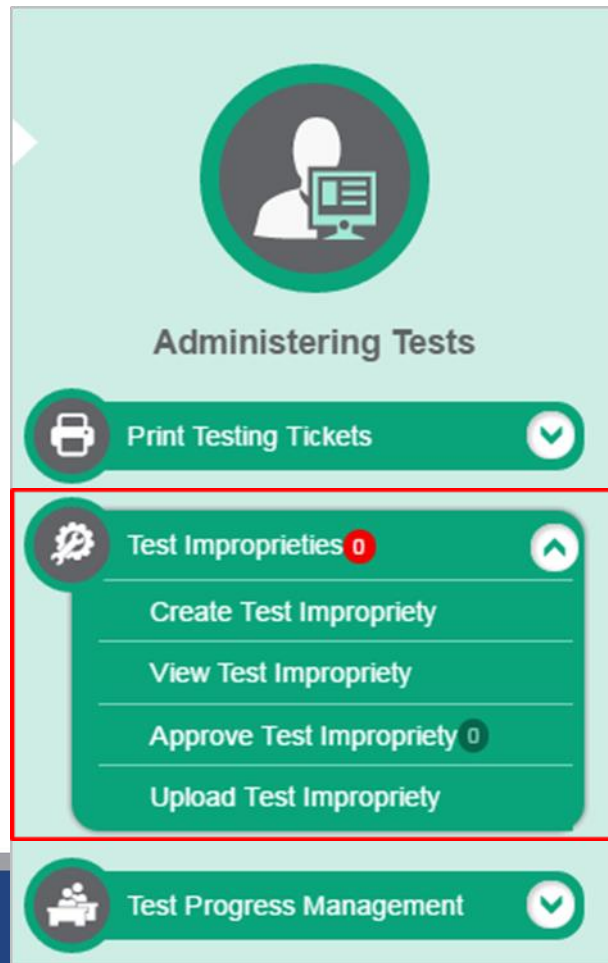 Administering Tests
Print Testing Tickets
Test Improprieties 0
Create Test Impropriety
View Test Impropriety
Approve Test Impropriety 0
Upload Test Impropriety
Test Progress Management